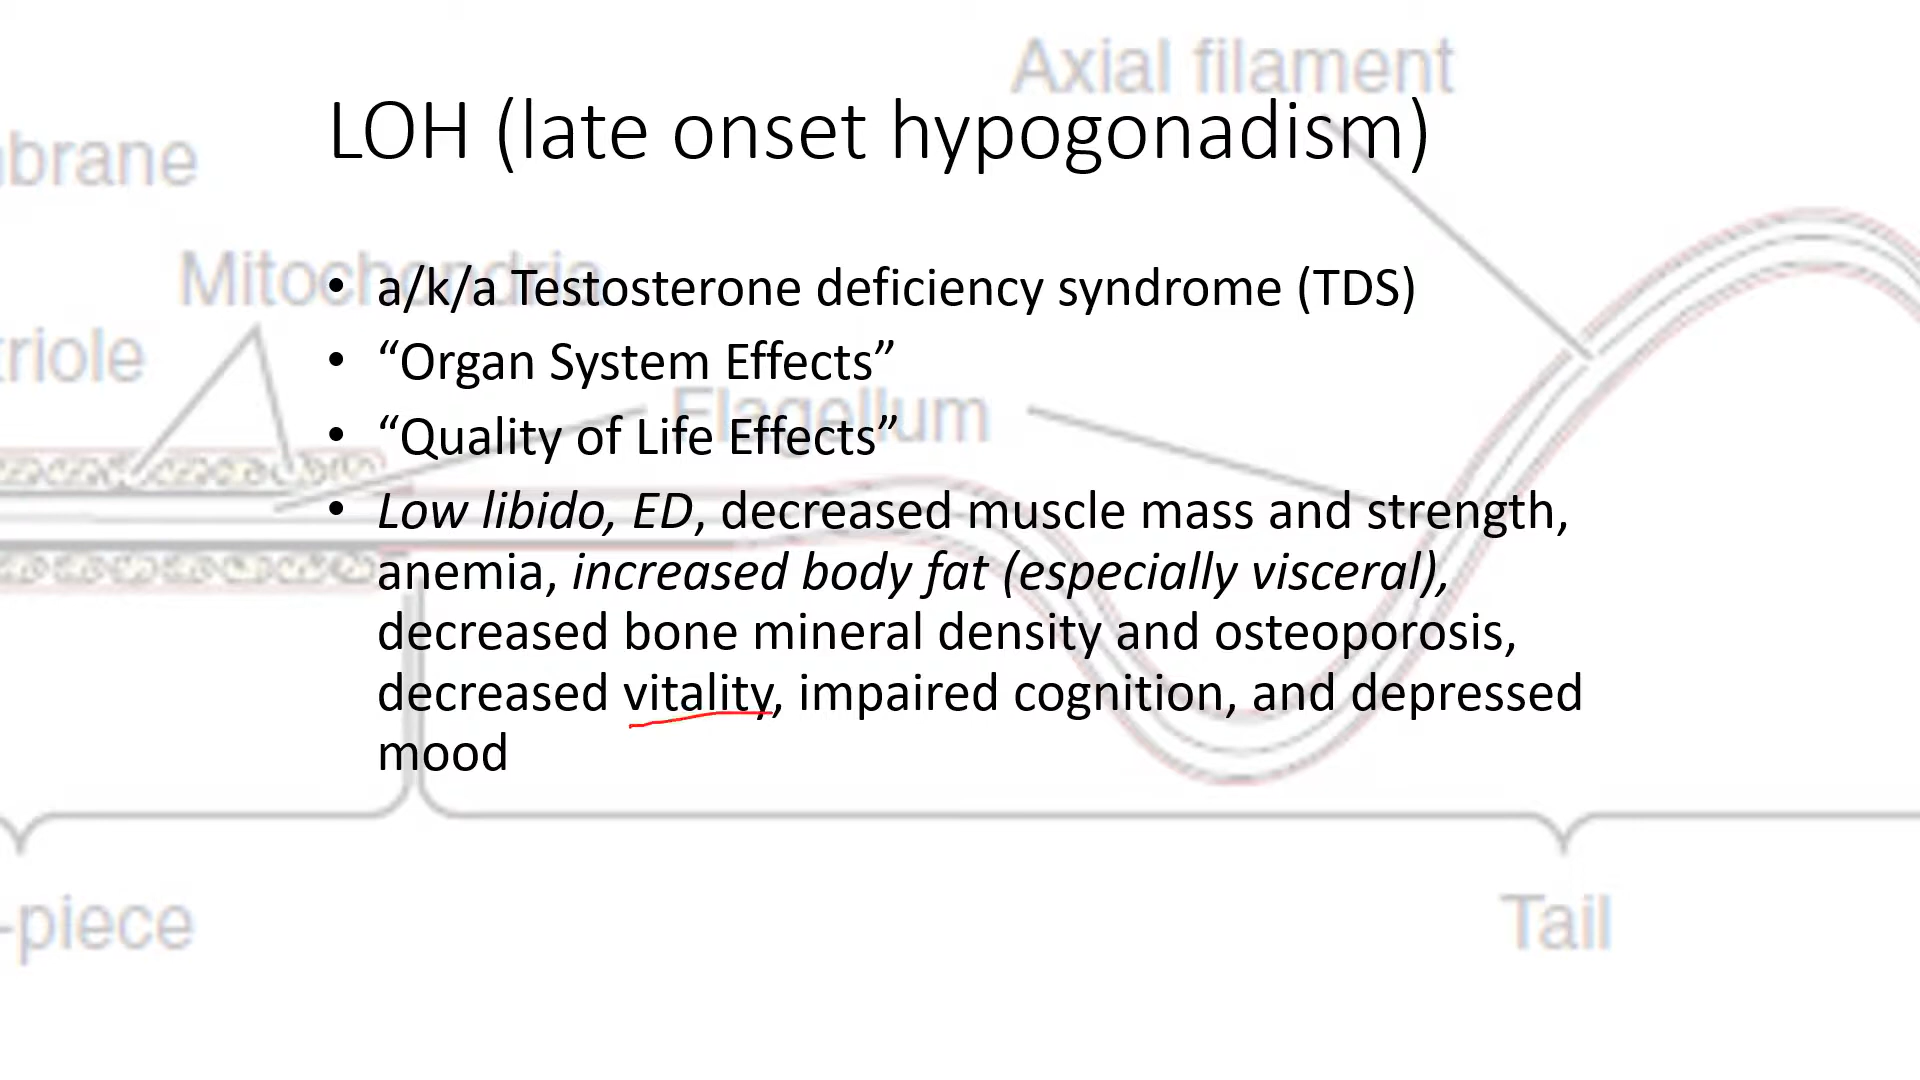 Axial filament
LOH (late onset hypogonadism)
brane
Mitochondria
• a/k/a Testosterone deficiency syndrome (TDS)
riole
• “Organ System Effects”
Flagellum
• “Quality of Life Effects”
• Low libido, ED, decreased muscle mass and strength,
anemia, increased body fat (especially visceral),
decreased bone mineral density and osteoporosis,
decreased vitality, impaired cognition, and depressed
mood
-piece
Tail